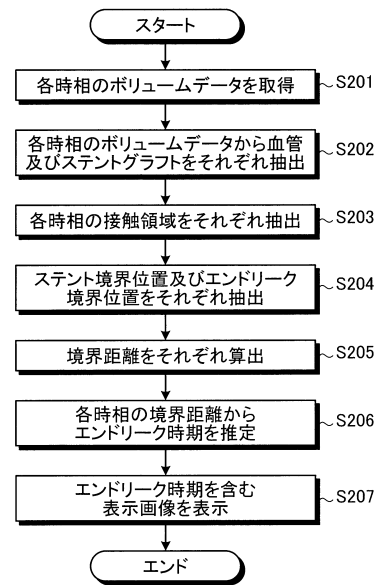 スタート
各時相のボリュームデータを取得
S201
各時相のボリュームデータから血管
及びステントグラフトをそれぞれ抽出
S202
各時相の接触領域をそれぞれ抽出
S203
ステント境界位置及びエンドリーク
境界位置をそれぞれ抽出
S204
境界距離をそれぞれ算出
S205
各時相の境界距離から
エンドリーク時期を推定
S206
エンドリーク時期を含む
表示画像を表示
S207
エンド